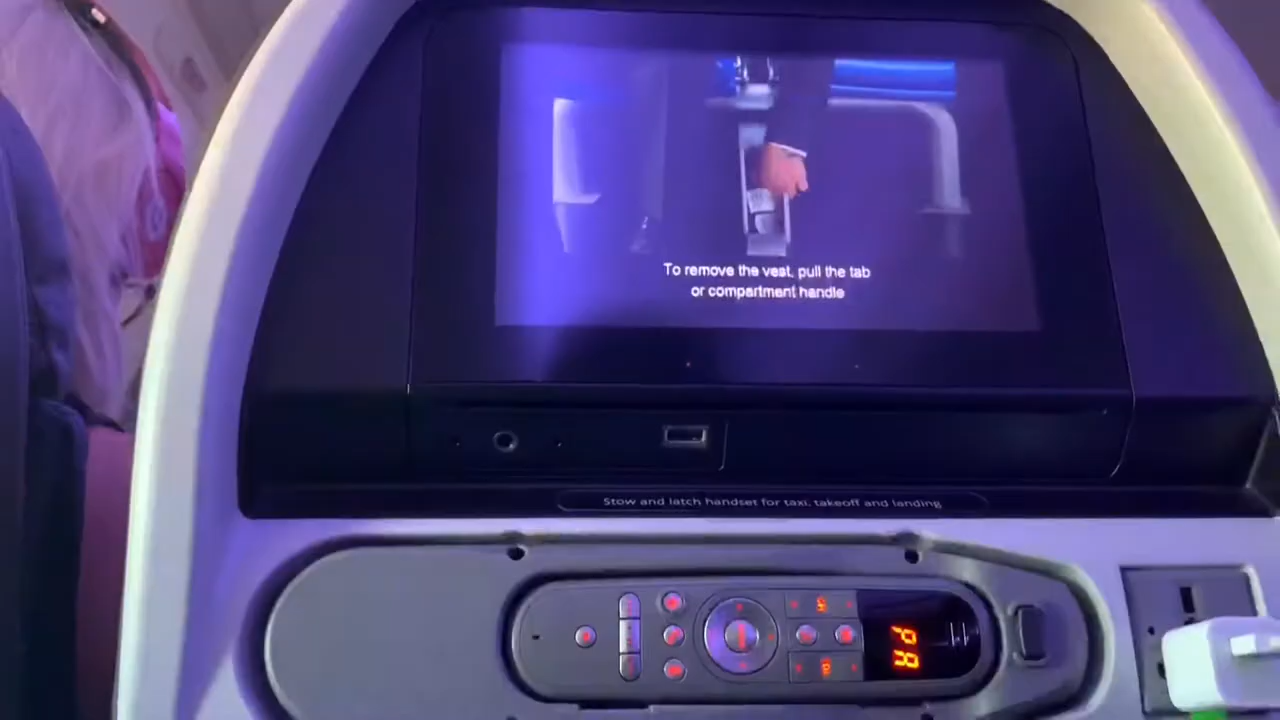 To remove the vest, pull the tab
or compartment handle
Stow and latch handset for taxi, takeoff and landing
PA